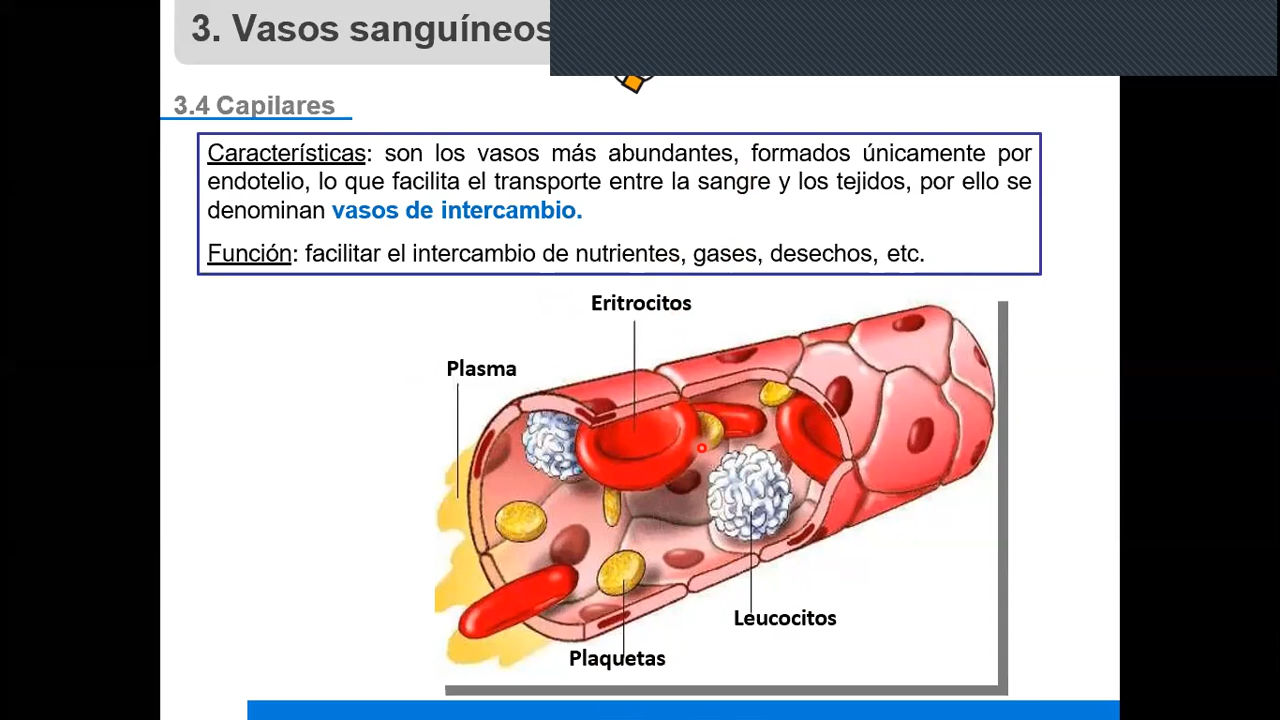 3. Vasos sanguíneos
3.4 Capilares
Características: son los vasos más abundantes, formados únicamente por
endotelio, lo que facilita el transporte entre la sangre y los tejidos, por ello se
denominan vasos de intercambio.
Función: facilitar el intercambio de nutrientes, gases, desechos, etc.
Eritrocitos
Plasma
Leucocitos
Plaquetas